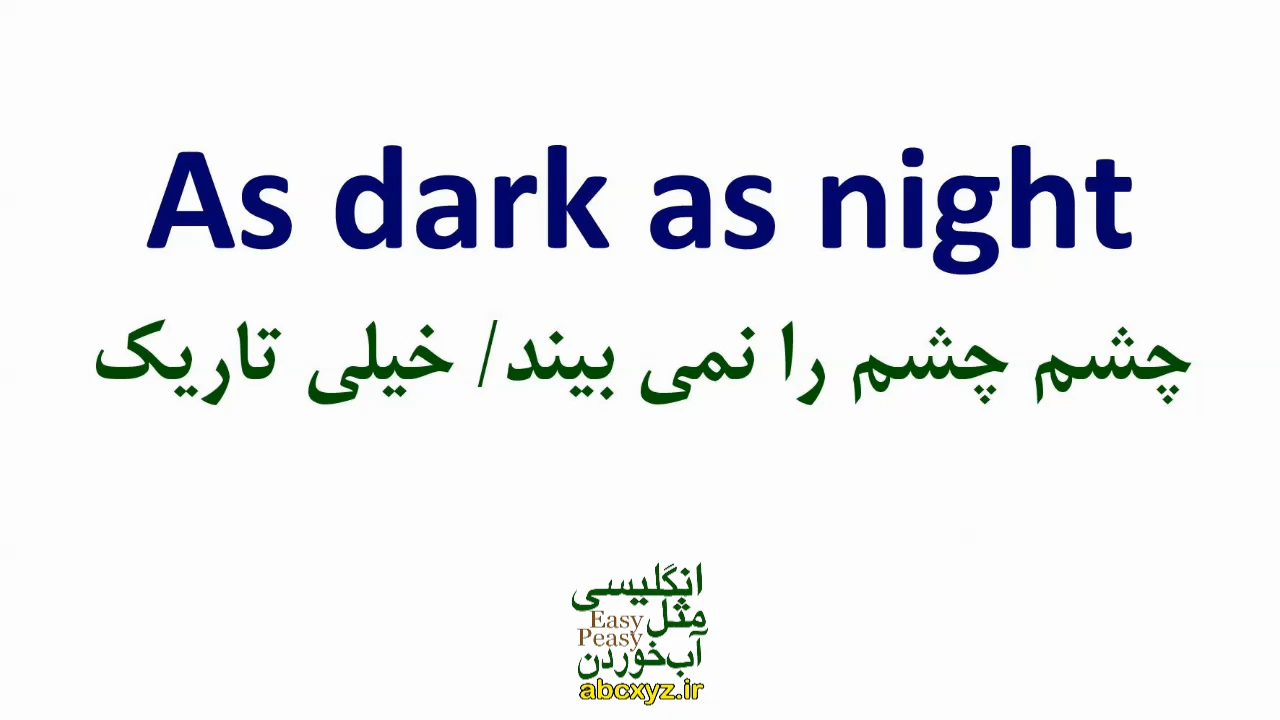 As dark as night
چشم چشم را نمی بیند/ خیلی تاریک
انگلیسی
مثل Easy
Peasy
آب‌خوردن
abcxyz.ir